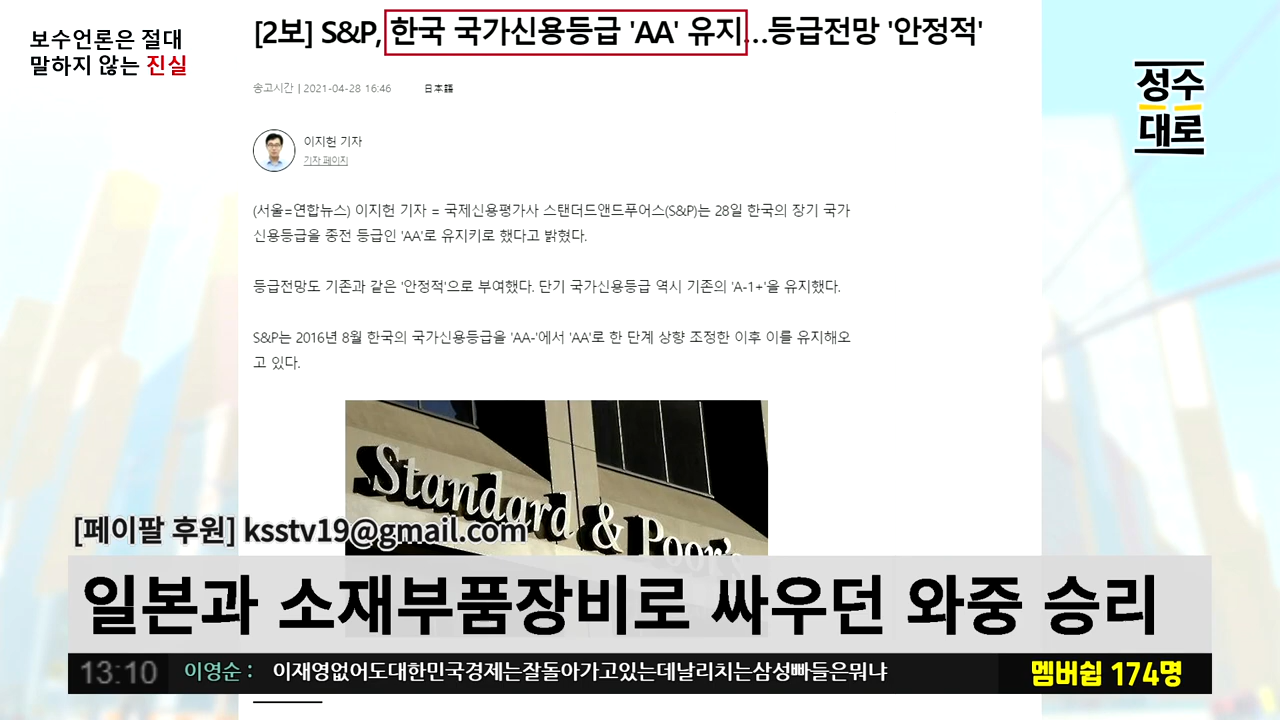 보수언론은 절대
말하지 않는 진실
[2보] S&P, 한국 국가신용등급 'AA' 유지...등급전망 '안정적'
송고시간 | 2021-04-28 16:46 日本語
이지헌 기자
기자 페이지
성수
대로
(서울=연합뉴스) 이지헌 기자 = 국제신용평가사 스탠더드앤드푸어스(S&P)는 28일 한국의 장기 국가
신용등급을 종전 등급인 'AA'로 유지키로 했다고 밝혔다.
등급전망도 기존과 같은 '안정적'으로 부여했다. 단기 국가신용등급 역시 기존의 'A-1+'을 유지했다.
S&P는 2016년 8월 한국의 국가신용등급을 'AA-'에서 'AA'로 한 단계 상향 조정한 이후 이를 유지해오
고 있다.
Standard & Poor's
[페이팔 후원] ksstv19@gmail.com
일본과 소재부품장비로 싸우던 와중 승리
13:10 이영순 : 이재영없어도대한민국경제는잘돌아가고있는데날리치는삼성빠들은뭐냐 멤버쉽 174명